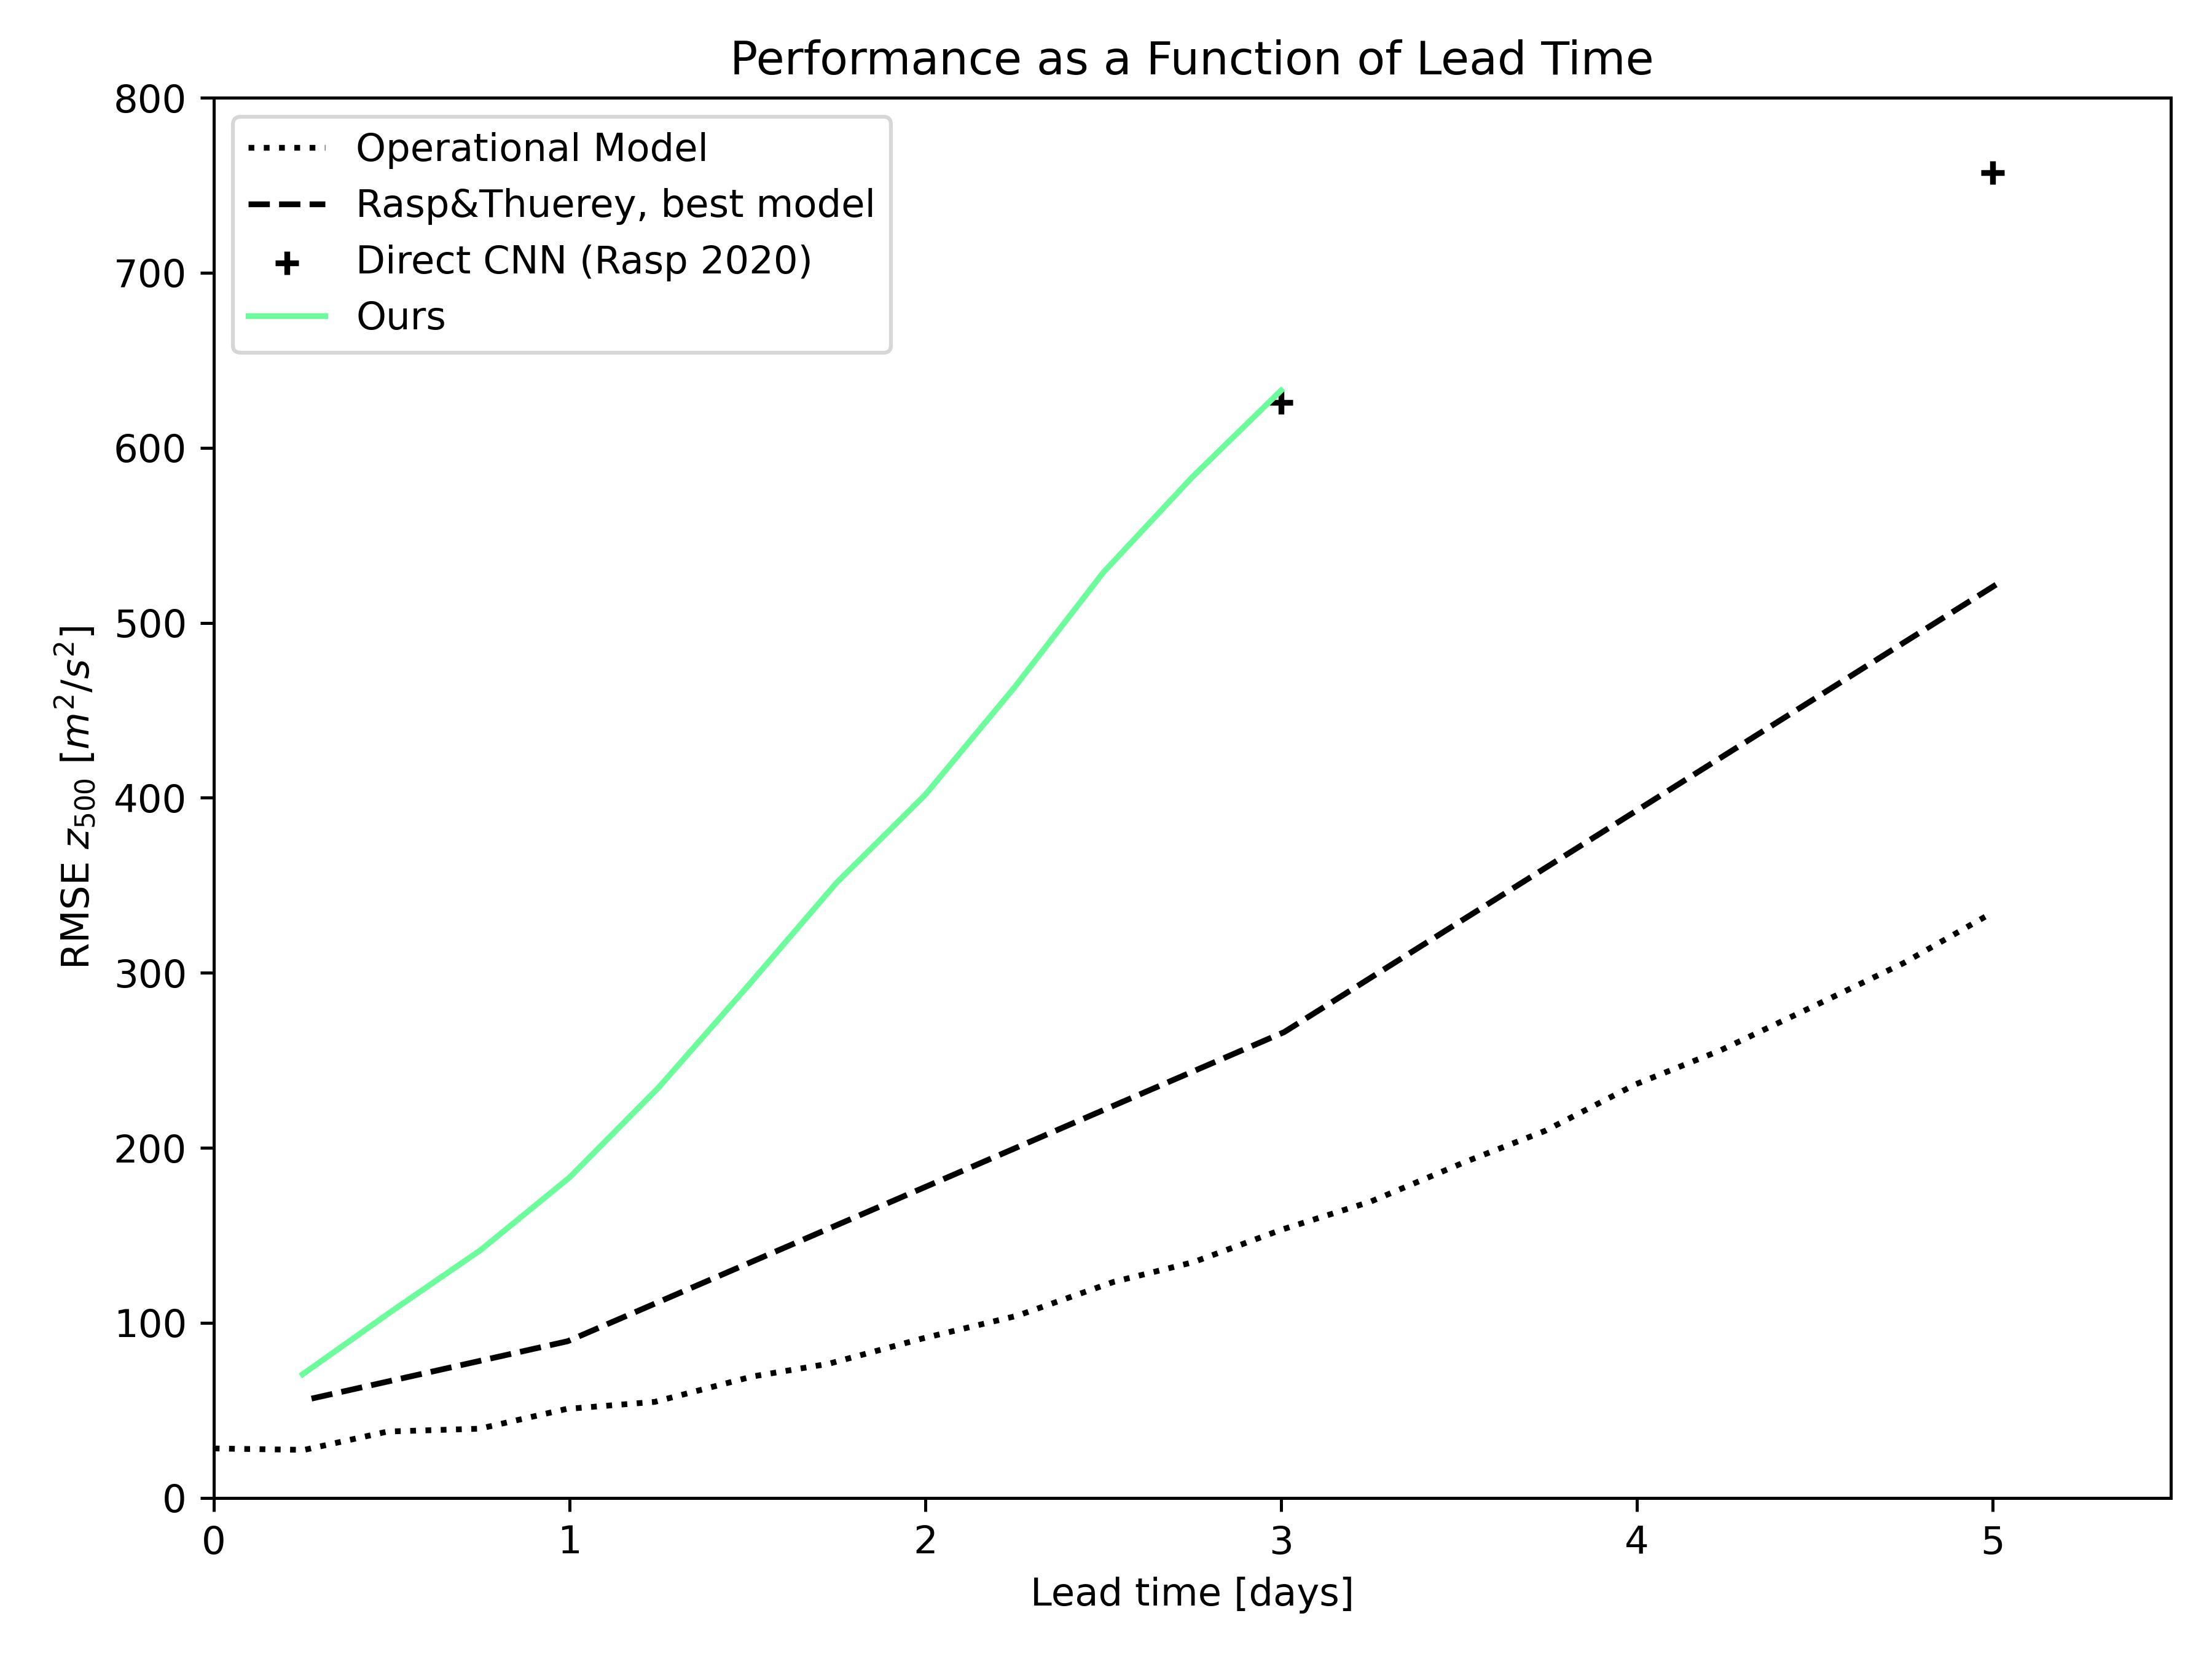 Performance as a Function of Lead Time
800
700
600
500
400
300
200
100
0
RMSE z₅₀₀ [m²/s²]
Operational Model
Rasp&Thuerey, best model
Direct CNN (Rasp 2020)
Ours
0 1 2 3 4 5
Lead time [days]